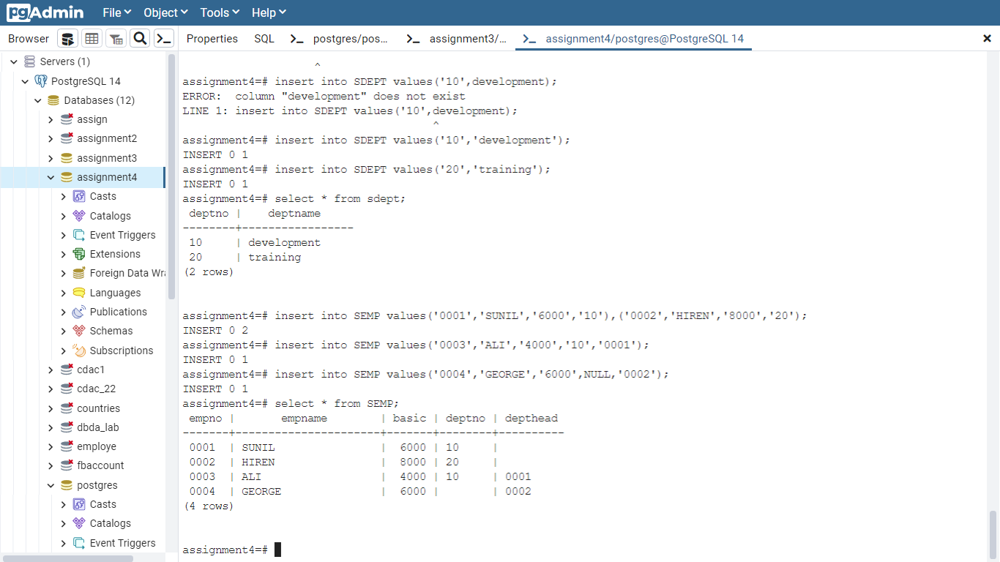 pgAdmin File Object Tools Help
Browser Properties SQL postgres/pos... assignment3/... assignment4/postgres@PostgreSQL 14
Servers (1)
PostgreSQL 14
Databases (12)
assign
assignment2
assignment3
assignment4
Casts
Catalogs
Event Triggers
Extensions
Foreign Data Wra
Languages
Publications
Schemas
Subscriptions
cdac1
cdac_22
countries
dbda_lab
employe
fbaccount
postgres
Casts
Catalogs
Event Triggers
^
assignment4=# insert into SDEPT values('10',development);
ERROR:  column "development" does not exist
LINE 1: insert into SDEPT values('10',development);
^
assignment4=# insert into SDEPT values('10','development');
INSERT 0 1
assignment4=# insert into SDEPT values('20','training');
INSERT 0 1
assignment4=# select * from sdept;
deptno |    deptname
--------+-----------------
10     | development
20     | training
(2 rows)
assignment4=# insert into SEMP values('0001','SUNIL','6000','10'),('0002','HIREN','8000','20');
INSERT 0 2
assignment4=# insert into SEMP values('0003','ALI','4000','10','0001');
INSERT 0 1
assignment4=# insert into SEMP values('0004','GEORGE','6000',NULL,'0002');
INSERT 0 1
assignment4=# select * from SEMP;
empno |       empname        | basic | deptno | depthead
-------+----------------------+-------+--------+----------
0001  | SUNIL                |  6000 | 10     |
0002  | HIREN                |  8000 | 20     |
0003  | ALI                  |  4000 | 10     | 0001
0004  | GEORGE               |  6000 |        | 0002
(4 rows)
assignment4=#